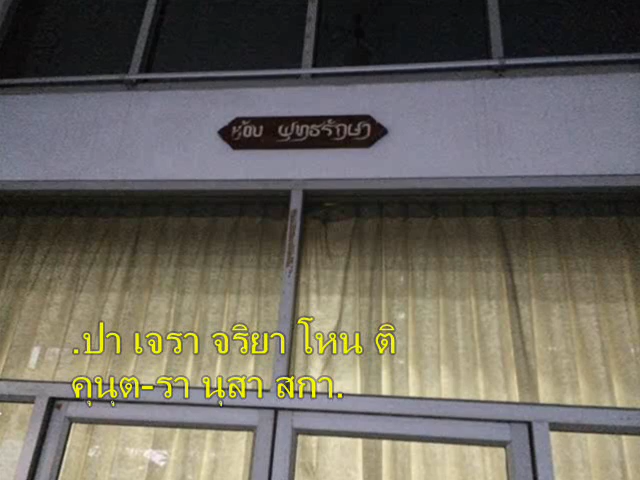 ห้อง พุทธรักษา
.ปา เจรา จริยา โหน ติ
คุนุต-รา นุสา สกา.